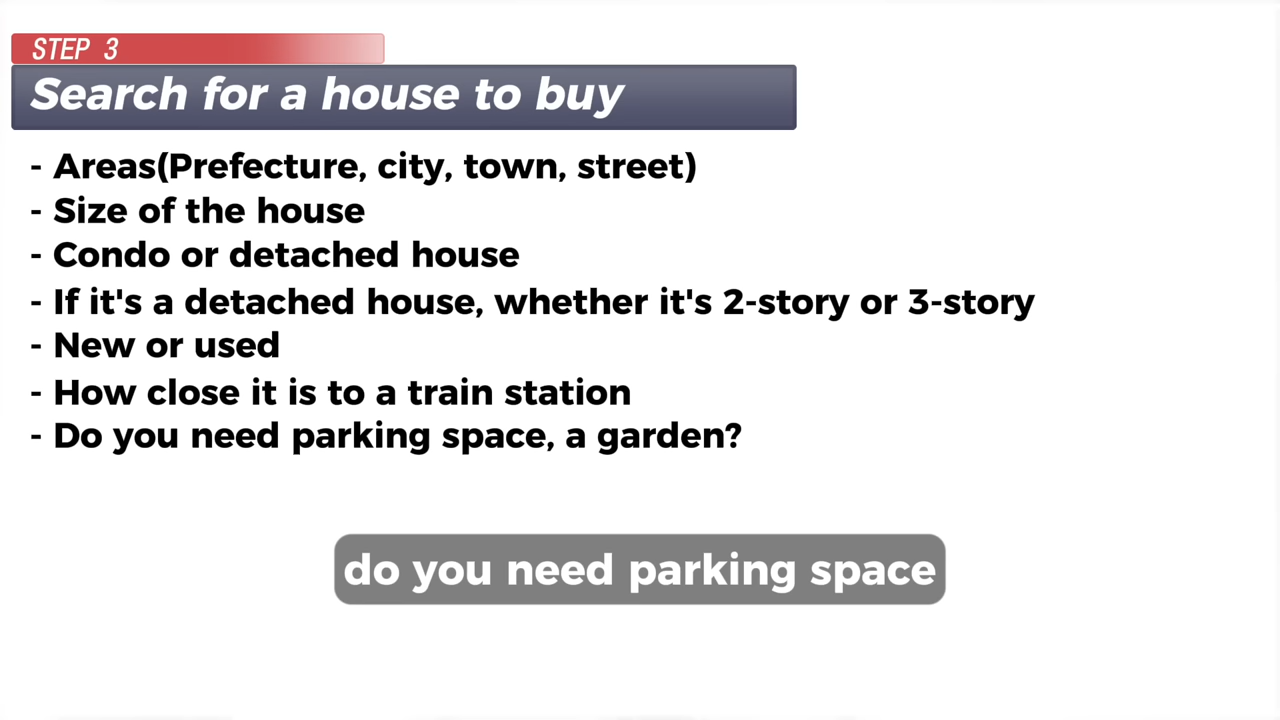 STEP 3
Search for a house to buy
- Areas(Prefecture, city, town, street)
- Size of the house
- Condo or detached house
- If it's a detached house, whether it's 2-story or 3-story
- New or used
- How close it is to a train station
- Do you need parking space, a garden?
do you need parking space